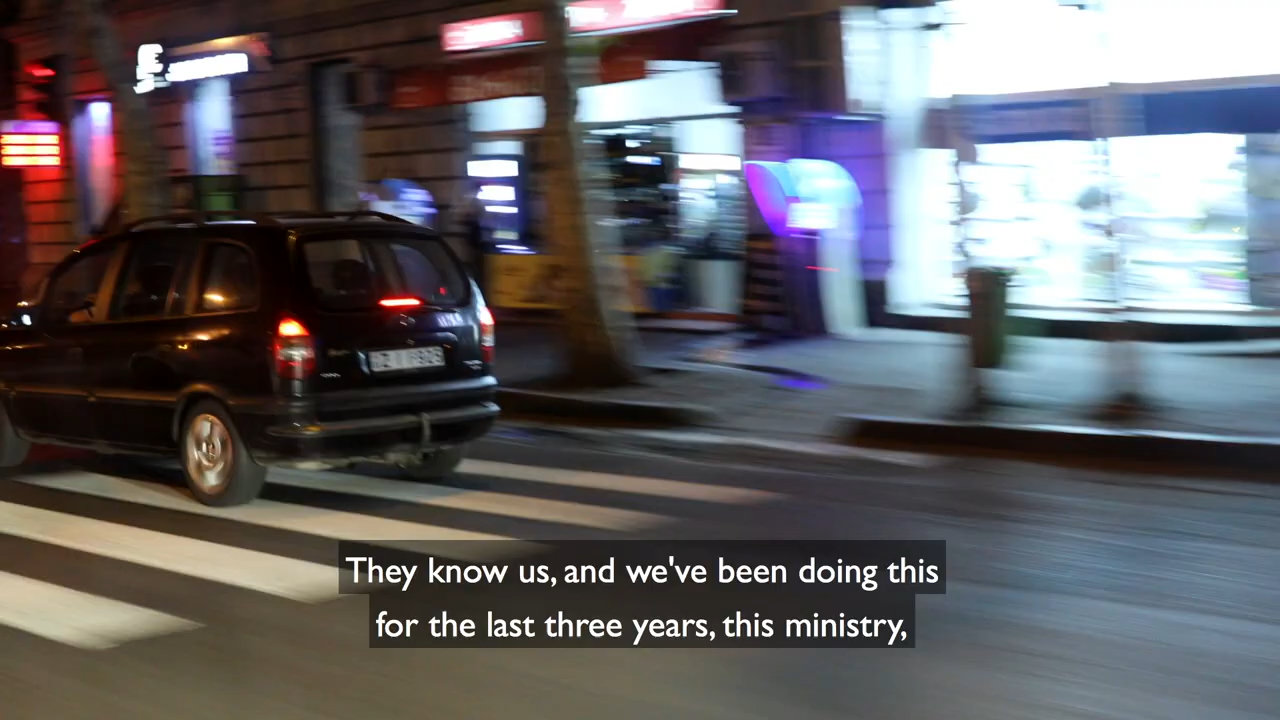 They know us, and we've been doing this
for the last three years, this ministry,